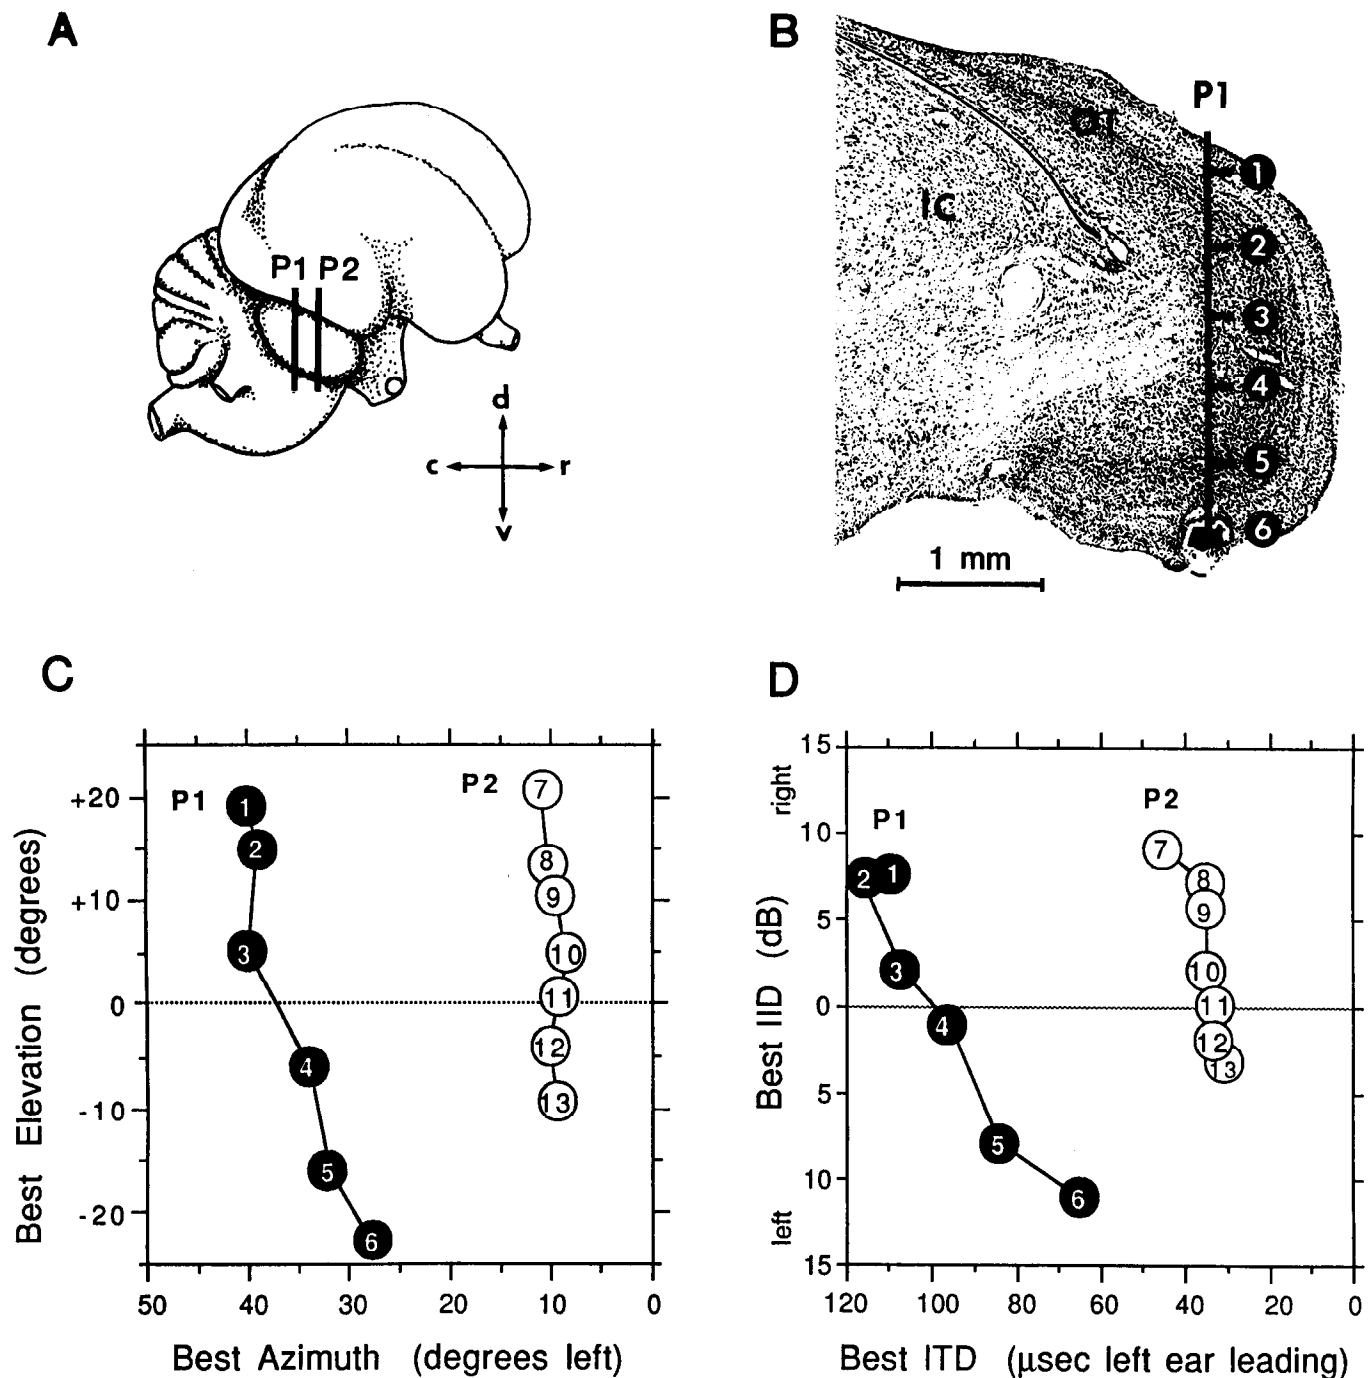 A
P1 P2
d
c r
v
B
P1
OT
IC
1
2
3
4
5
6
1 mm
C
Best Elevation (degrees)
+20
+10
0
-10
-20
P1
P2
1
2
3
4
5
6
7
8
9
10
11
12
13
50 40 30 20 10 0
Best Azimuth (degrees left)
D
Best IID (dB)
right
left
15
10
5
0
5
10
15
P1
P2
2 1
3
4
5
6
7
8
9
10
11
12
13
120 100 80 60 40 20 0
Best ITD (μsec left ear leading)